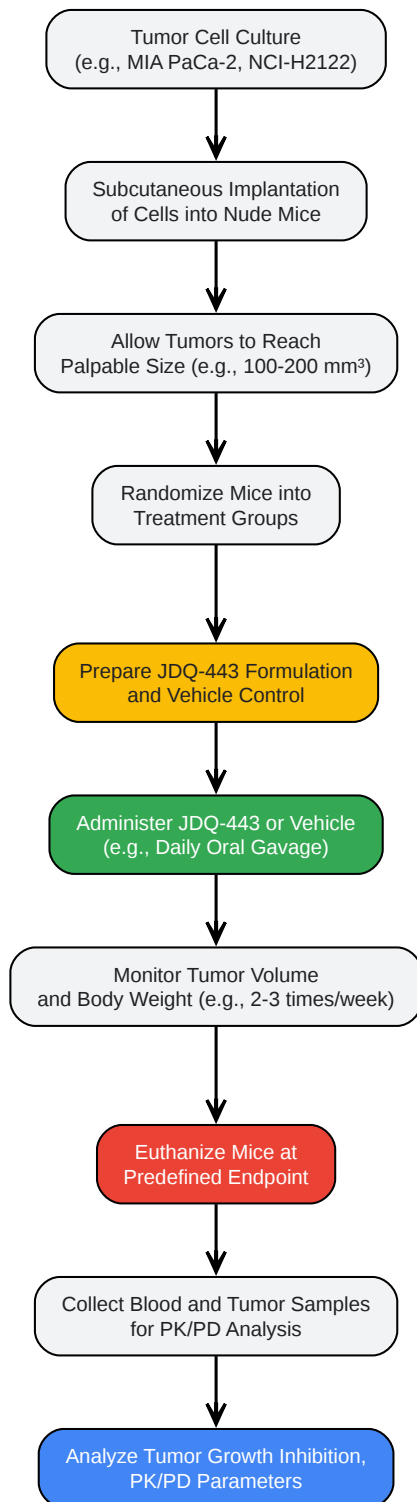 Tumor Cell Culture
(e.g., MIA PaCa-2, NCI-H2122)
Subcutaneous Implantation
of Cells into Nude Mice
Allow Tumors to Reach
Palpable Size (e.g., 100-200 mm³)
Randomize Mice into
Treatment Groups
Prepare JDQ-443 Formulation
and Vehicle Control
Administer JDQ-443 or Vehicle
(e.g., Daily Oral Gavage)
Monitor Tumor Volume
and Body Weight (e.g., 2-3 times/week)
Euthanize Mice at
Predefined Endpoint
Collect Blood and Tumor Samples
for PK/PD Analysis
Analyze Tumor Growth Inhibition,
PK/PD Parameters